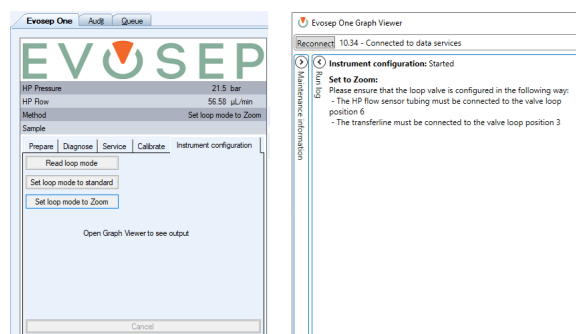 Evosep One Audit Queue
EVOSEP
HP Pressure 21.5 bar
HP Flow 56.58 µL/min
Method Set loop mode to Zoom
Sample
Prepare Diagnose Service Calibrate Instrument configuration
Read loop mode
Set loop mode to standard
Set loop mode to Zoom
Open Graph Viewer to see output
Cancel
Evosep One Graph Viewer
Reconnect 10.34 - Connected to data services
Maintenance information
Run log
Instrument configuration: Started
Set to Zoom:
Please ensure that the loop valve is configured in the following way:
- The HP flow sensor tubing must be connected to the valve loop
position 6
- The transferline must be connected to the valve loop position 3